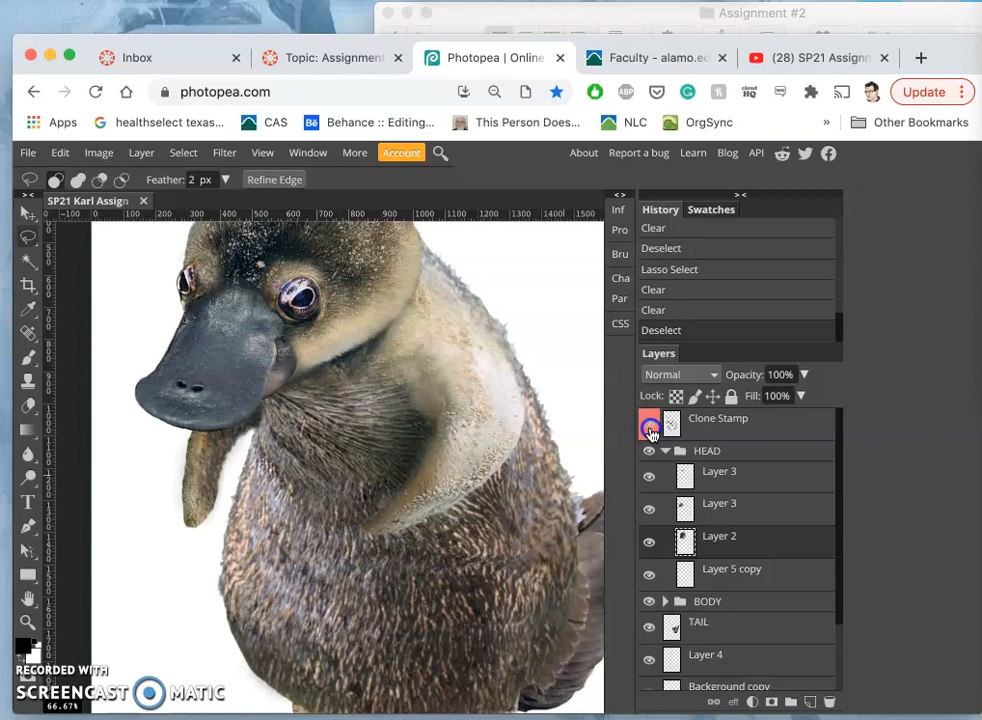 Assignment #2
Inbox
Topic: Assignment
Photopea | Online
Faculty - alamo.ed
(28) SP21 Assignm
photopea.com
Update
Apps
healthselect texas...
CAS
Behance :: Editing...
This Person Does...
NLC
OrgSync
Other Bookmarks
File Edit Image Layer Select Filter View Window More Account
About Report a bug Learn Blog API
Feather: 2 px
Refine Edge
SP21 Karl Assign
History Swatches
Clear
Deselect
Lasso Select
Clear
Clear
Deselect
Inf
Pro
Bru
Cha
Par
CSS
Layers
Normal Opacity: 100%
Lock: Fill: 100%
Clone Stamp
HEAD
Layer 3
Layer 3
Layer 2
Layer 5 copy
BODY
TAIL
Layer 4
Background copy
RECORDED WITH
SCREENCAST MATIC
66.67%